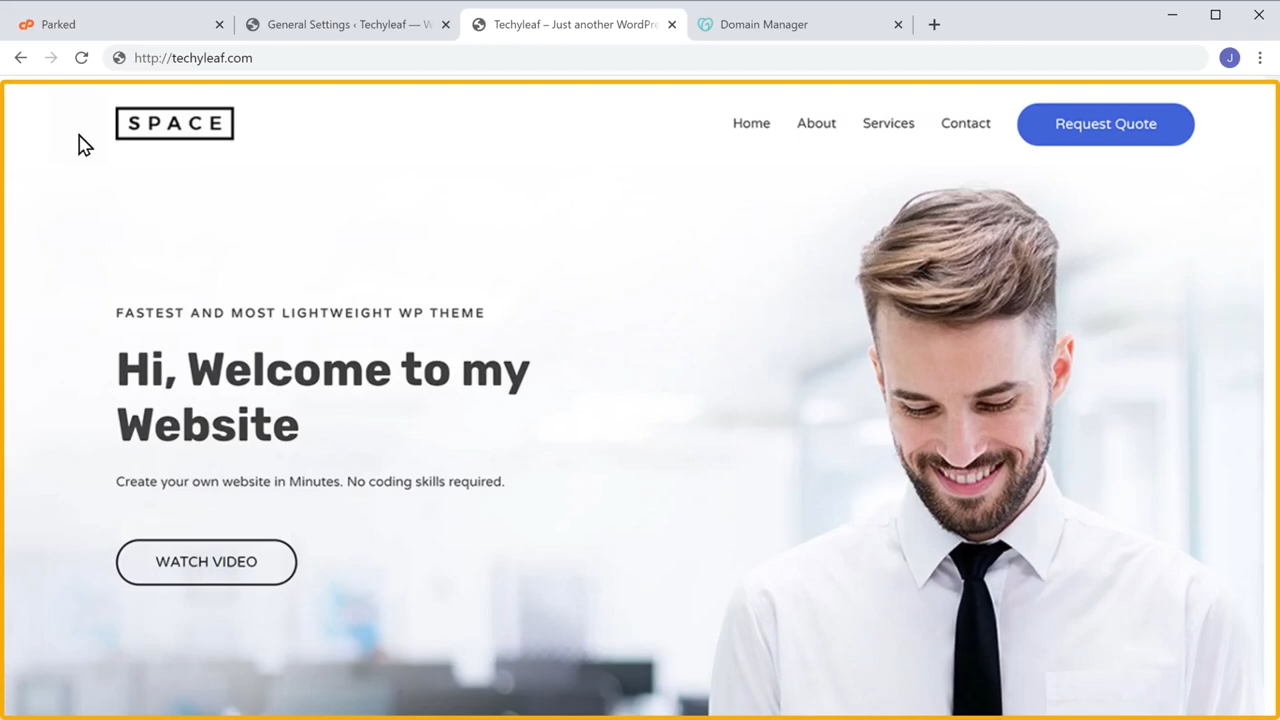 Parked
General Settings ‹ Techyleaf — W
Techyleaf – Just another WordPre
Domain Manager
http://techyleaf.com
J
SPACE
Home
About
Services
Contact
Request Quote
FASTEST AND MOST LIGHTWEIGHT WP THEME
Hi, Welcome to my
Website
Create your own website in Minutes. No coding skills required.
WATCH VIDEO